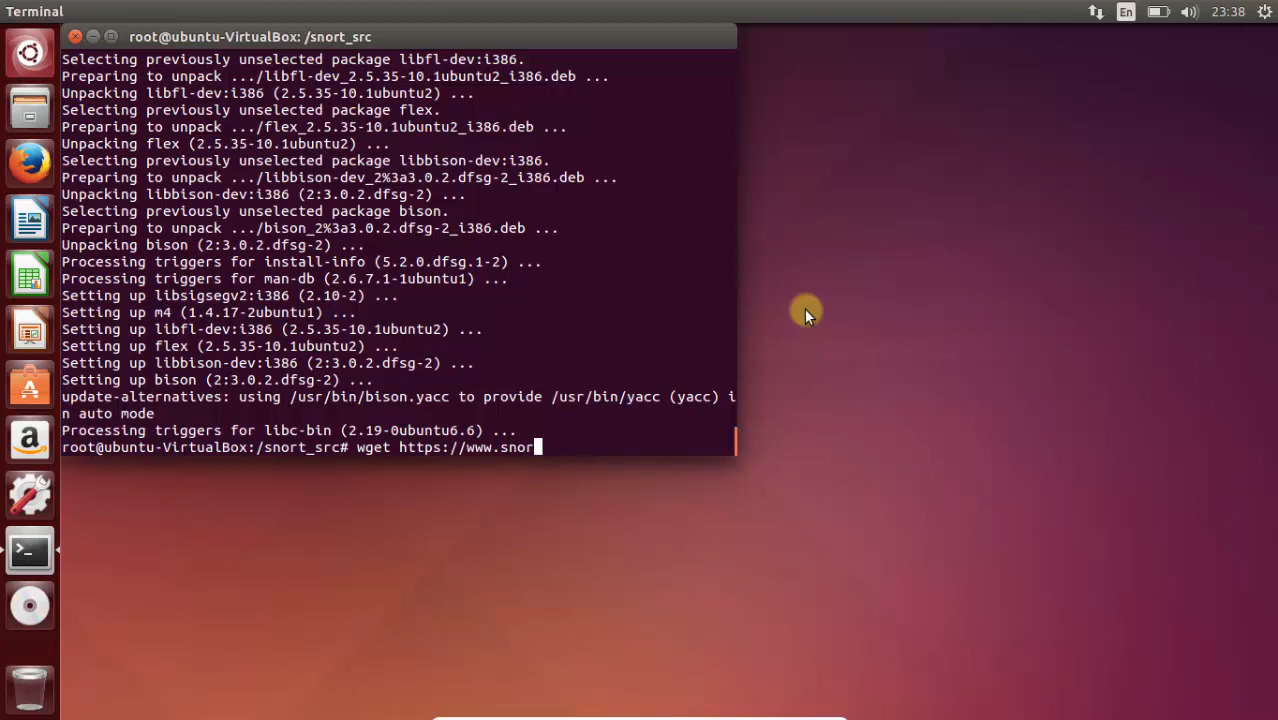 Terminal
En
23:38
root@ubuntu-VirtualBox: /snort_src
Selecting previously unselected package libfl-dev:i386.
Preparing to unpack .../libfl-dev_2.5.35-10.1ubuntu2_i386.deb ...
Unpacking libfl-dev:i386 (2.5.35-10.1ubuntu2) ...
Selecting previously unselected package flex.
Preparing to unpack .../flex_2.5.35-10.1ubuntu2_i386.deb ...
Unpacking flex (2.5.35-10.1ubuntu2) ...
Selecting previously unselected package libbison-dev:i386.
Preparing to unpack .../libbison-dev_2%3a3.0.2.dfsg-2_i386.deb ...
Unpacking libbison-dev:i386 (2:3.0.2.dfsg-2) ...
Selecting previously unselected package bison.
Preparing to unpack .../bison_2%3a3.0.2.dfsg-2_i386.deb ...
Unpacking bison (2:3.0.2.dfsg-2) ...
Processing triggers for install-info (5.2.0.dfsg.1-2) ...
Processing triggers for man-db (2.6.7.1-1ubuntu1) ...
Setting up libsigsegv2:i386 (2.10-2) ...
Setting up m4 (1.4.17-2ubuntu1) ...
Setting up libfl-dev:i386 (2.5.35-10.1ubuntu2) ...
Setting up flex (2.5.35-10.1ubuntu2) ...
Setting up libbison-dev:i386 (2:3.0.2.dfsg-2) ...
Setting up bison (2:3.0.2.dfsg-2) ...
update-alternatives: using /usr/bin/bison.yacc to provide /usr/bin/yacc (yacc) i
n auto mode
Processing triggers for libc-bin (2.19-0ubuntu6.6) ...
root@ubuntu-VirtualBox:/snort_src# wget https://www.snor